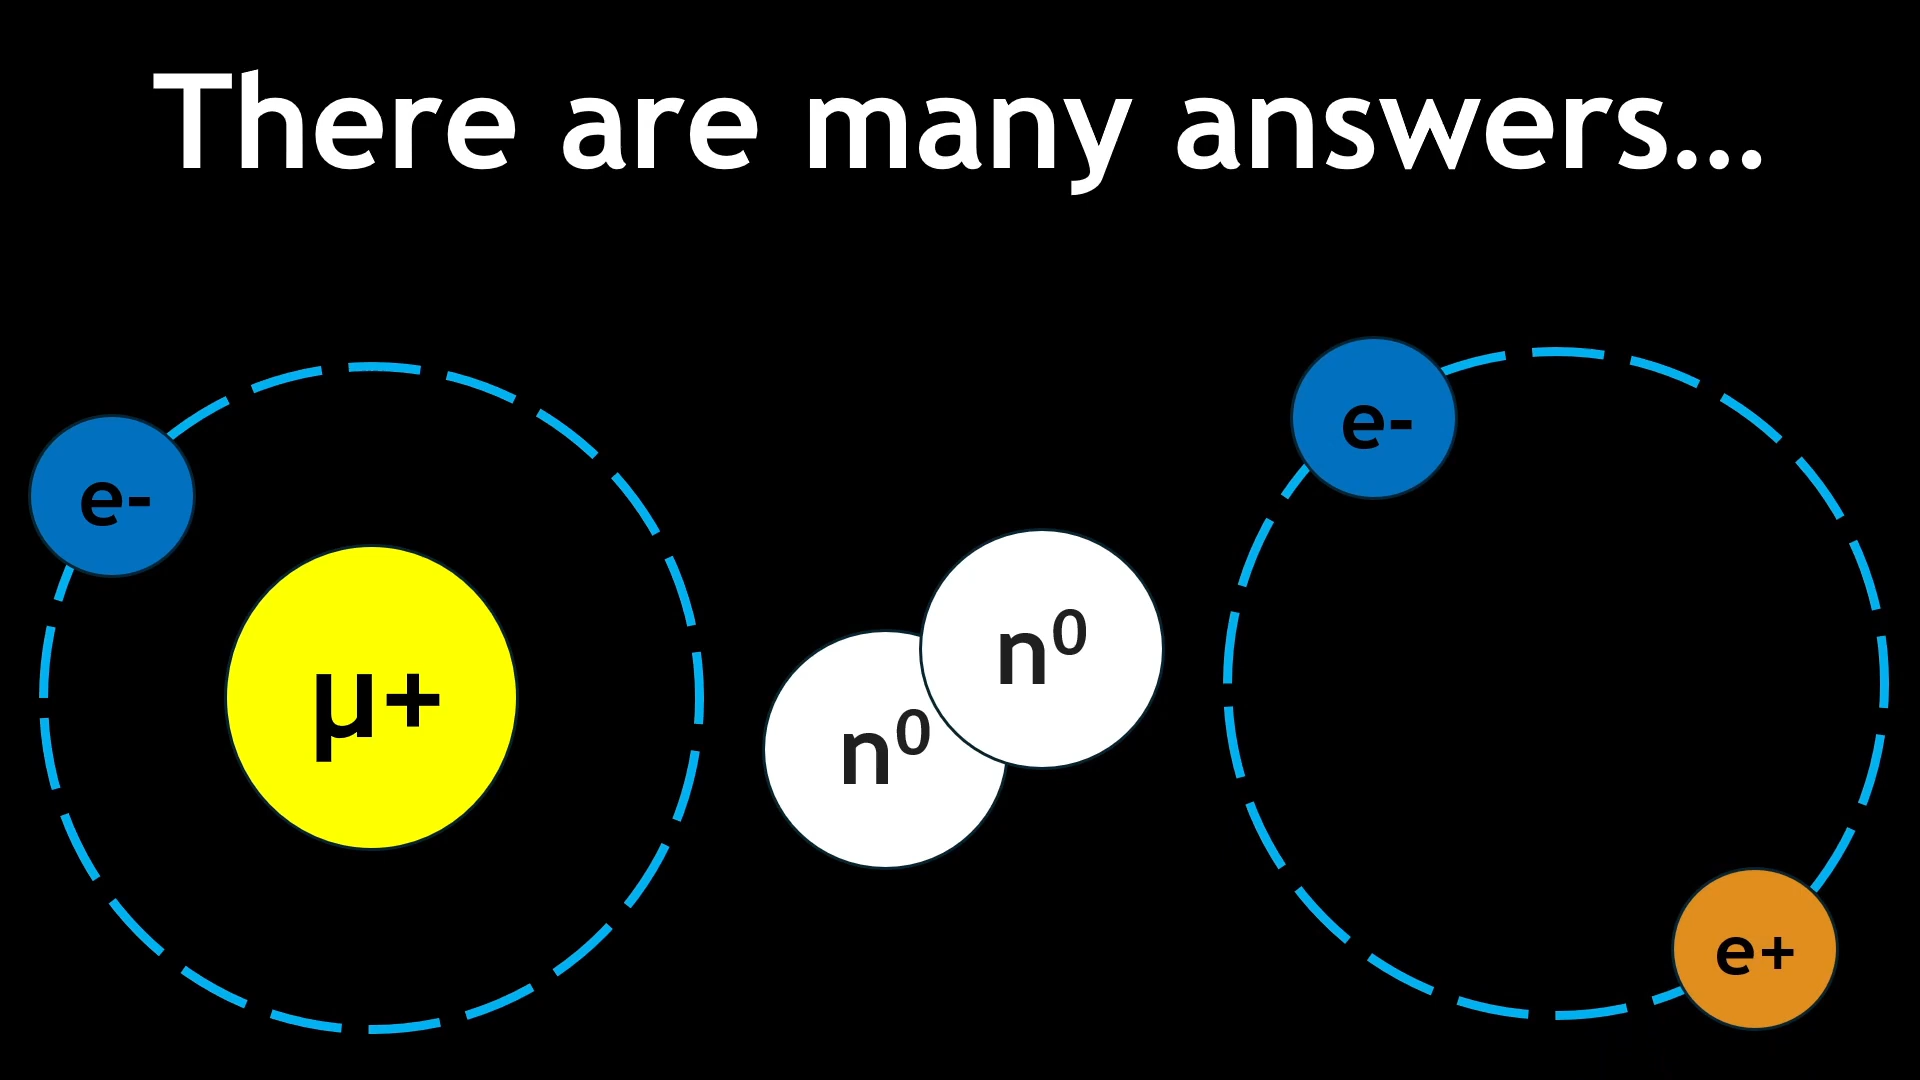 There are many answers...
e-
μ+
n⁰
n⁰
e-
e+